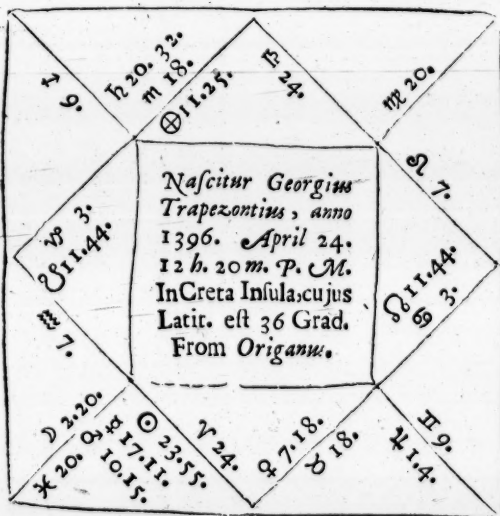 ♐ 9.
♄ 20. 32.
♏ 18.
⊗ 11.25.
♎ 24.
♍ 20.
♌ 7.
Naſcitur Georgius
Trapezontius, anno
1396. April 24.
12 h. 20 m. P. M.
InCreta Inſula,cujus
Latit. eſt 36 Grad.
From Origanus.
♑ 3.
☋ 11.44.
♒ 7.
☊ 11.44.
♋ 3.
☽ 2.20.
♓ 20.
♂ ☿ 17.11.
10.15.
☉ 23.55.
♈ 24.
♀ 7.18.
♉ 18.
♊ 9.
♃ 1.4.